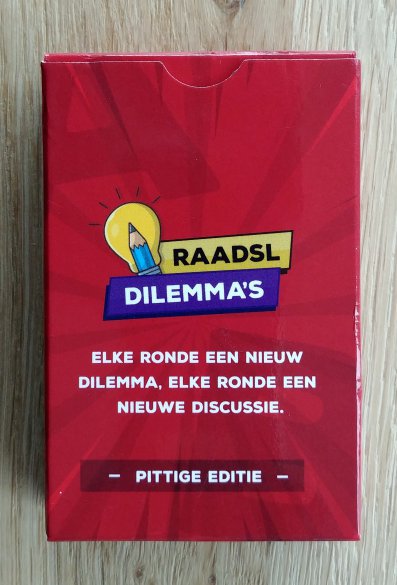 RAADSL
DILEMMA'S
ELKE RONDE EEN NIEUW
DILEMMA, ELKE RONDE EEN
NIEUWE DISCUSSIE.
– PITTIGE EDITIE –